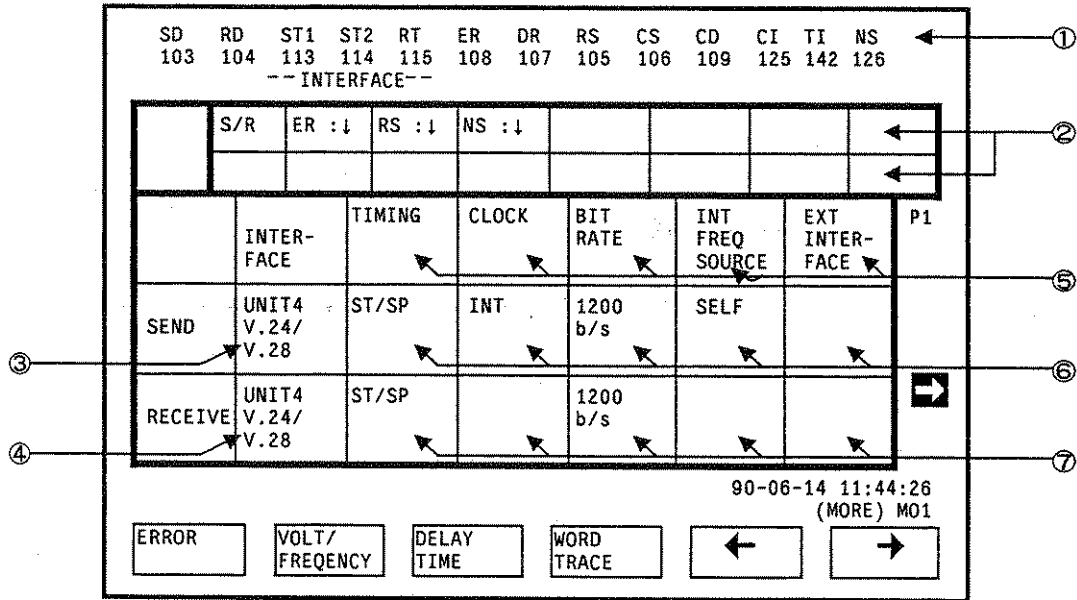 SD RD ST1 ST2 RT ER DR RS CS CD CI TI NS ①
103 104 113 114 115 108 107 105 106 109 125 142 126
--INTERFACE--
S/R ER :↓ RS :↓ NS :↓ ②
INTER-
FACE
TIMING
CLOCK
BIT
RATE
INT
FREQ
SOURCE
EXT
INTER-
FACE
P1
⑤
SEND
UNIT4
V.24/
V.28
ST/SP
INT
1200
b/s
SELF
③
⑥
RECEIVE
UNIT4
V.24/
V.28
ST/SP
1200
b/s
④
⑦
90-06-14 11:44:26
(MORE) MO1
ERROR
VOLT/
FREQENCY
DELAY
TIME
WORD
TRACE